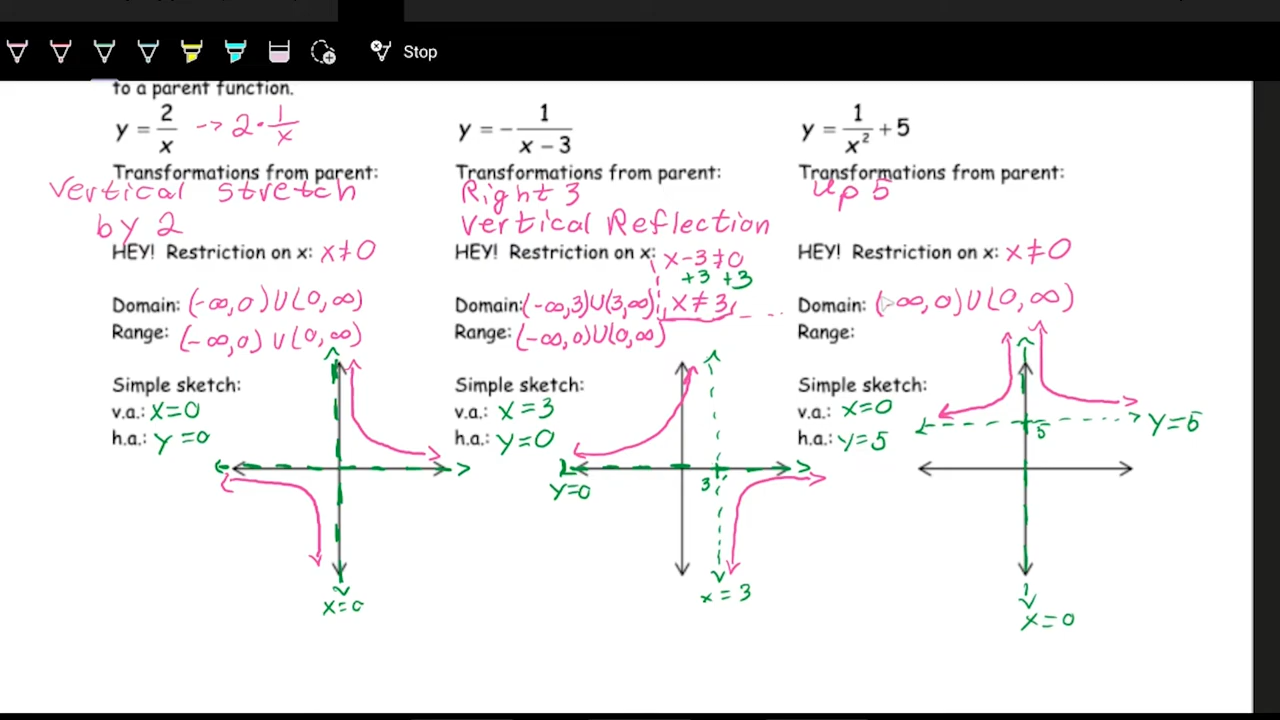 Stop
to a parent function.
y = 2/x -> 2 · 1/x
Transformations from parent:
Vertical stretch
by 2
HEY! Restriction on x: x ≠ 0
Domain: (-∞, 0) U (0, ∞)
Range: (-∞, 0) U (0, ∞)
Simple sketch:
v.a.: x = 0
h.a.: y = 0
x = 0
y = - 1/(x - 3)
Transformations from parent:
Right 3
Vertical Reflection
HEY! Restriction on x: x - 3 ≠ 0
+3 +3
Domain: (-∞, 3) U (3, ∞) x ≠ 3
Range: (-∞, 0) U (0, ∞)
Simple sketch:
v.a.: x = 3
h.a.: y = 0
3
y = 0
x = 3
y = 1/x² + 5
Transformations from parent:
up 5
HEY! Restriction on x: x ≠ 0
Domain: (-∞, 0) U (0, ∞)
Range:
Simple sketch:
v.a.: x = 0
h.a.: y = 5
5
y = 5
x = 0